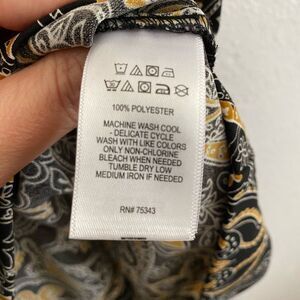 100% POLYESTER
MACHINE WASH COOL
- DELICATE CYCLE
WASH WITH LIKE COLORS
ONLY NON-CHLORINE
BLEACH WHEN NEEDED
TUMBLE DRY LOW
MEDIUM IRON IF NEEDED
RN# 75343